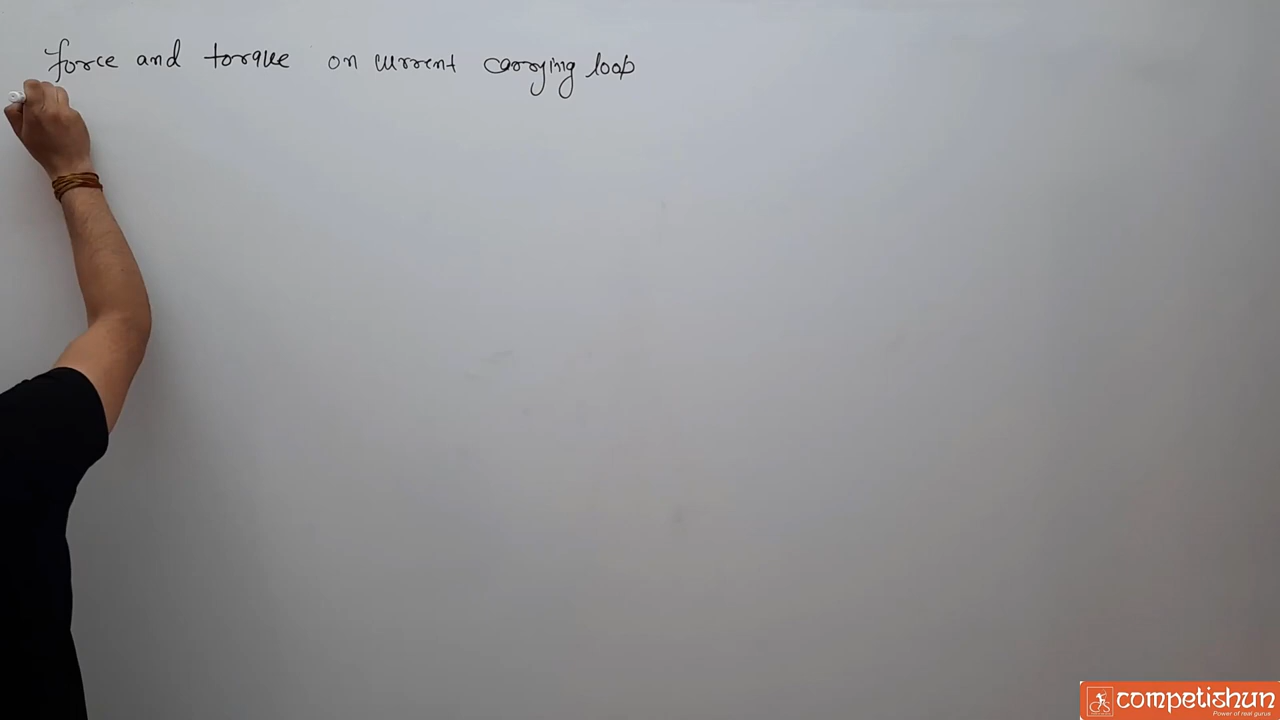 force and torque on current carrying loop
competishun
Power of real gurus